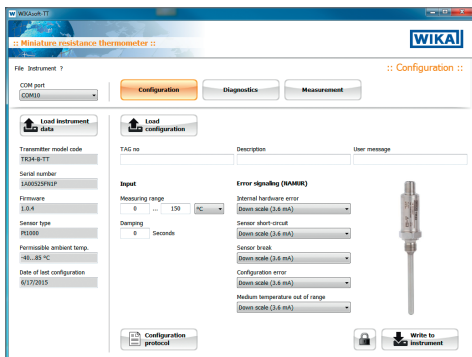 WIKAsoft-TT
:: Miniature resistance thermometer ::
WIKA
File Instrument ?
:: Configuration ::
COM port
COM10
Configuration
Diagnostics
Measurement
Load instrument data
Load configuration
Transmitter model code
TR34-B-TT
Serial number
1A00525PN1P
Firmware
1.0.4
Sensor type
Pt1000
Permissible ambient temp.
-40...85 °C
Date of last configuration
6/17/2015
TAG no
Description
User message
Input
Measuring range
0 ... 150 °C
Damping
0 Seconds
Error signaling (NAMUR)
Internal hardware error
Down scale (3.6 mA)
Sensor short-circuit
Down scale (3.6 mA)
Sensor break
Down scale (3.6 mA)
Configuration error
Down scale (3.6 mA)
Medium temperature out of range
Down scale (3.6 mA)
Configuration protocol
Write to instrument